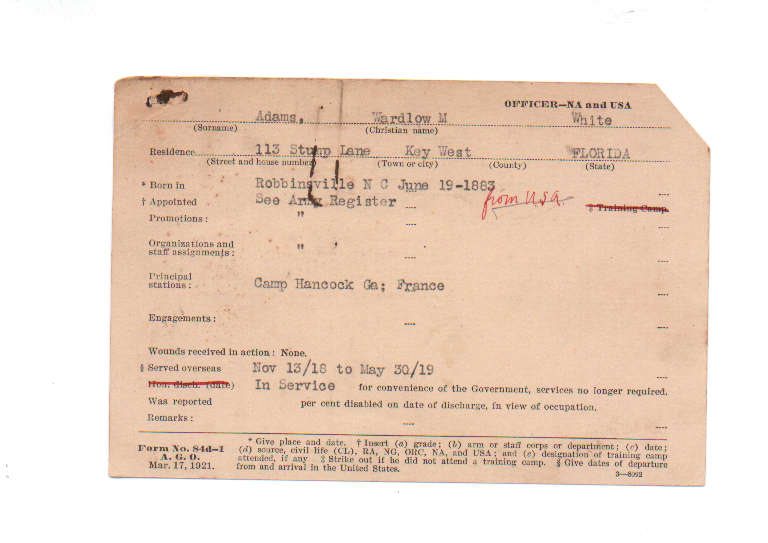 OFFICER—NA and USA
Adams, Wardlow M White
(Surname) (Christian name)
Residence 113 Stump Lane Key West FLORIDA
(Street and house number) (Town or city) (County) (State)
* Born in Robbinsville N C June 19-1883
† Appointed See Army Register from USA ‡ Training Camp.
Promotions: "
Organizations and
staff assignments: "
Principal
stations: Camp Hancock Ga; France
Engagements:
Wounds received in action: None.
§ Served overseas Nov 13/18 to May 30/19
Hon. disch. (date) In Service for convenience of the Government, services no longer required.
Was reported per cent disabled on date of discharge, in view of occupation.
Remarks:
Form No. 84d-1
A. G. O.
Mar. 17, 1921.
* Give place and date. † Insert (a) grade; (b) arm or staff corps or department; (c) date;
(d) source, civil life (CL), RA, NG, ORC, NA, and USA; and (e) designation of training camp
attended, if any ‡ Strike out if he did not attend a training camp. § Give dates of departure
from and arrival in the United States.
3—8092